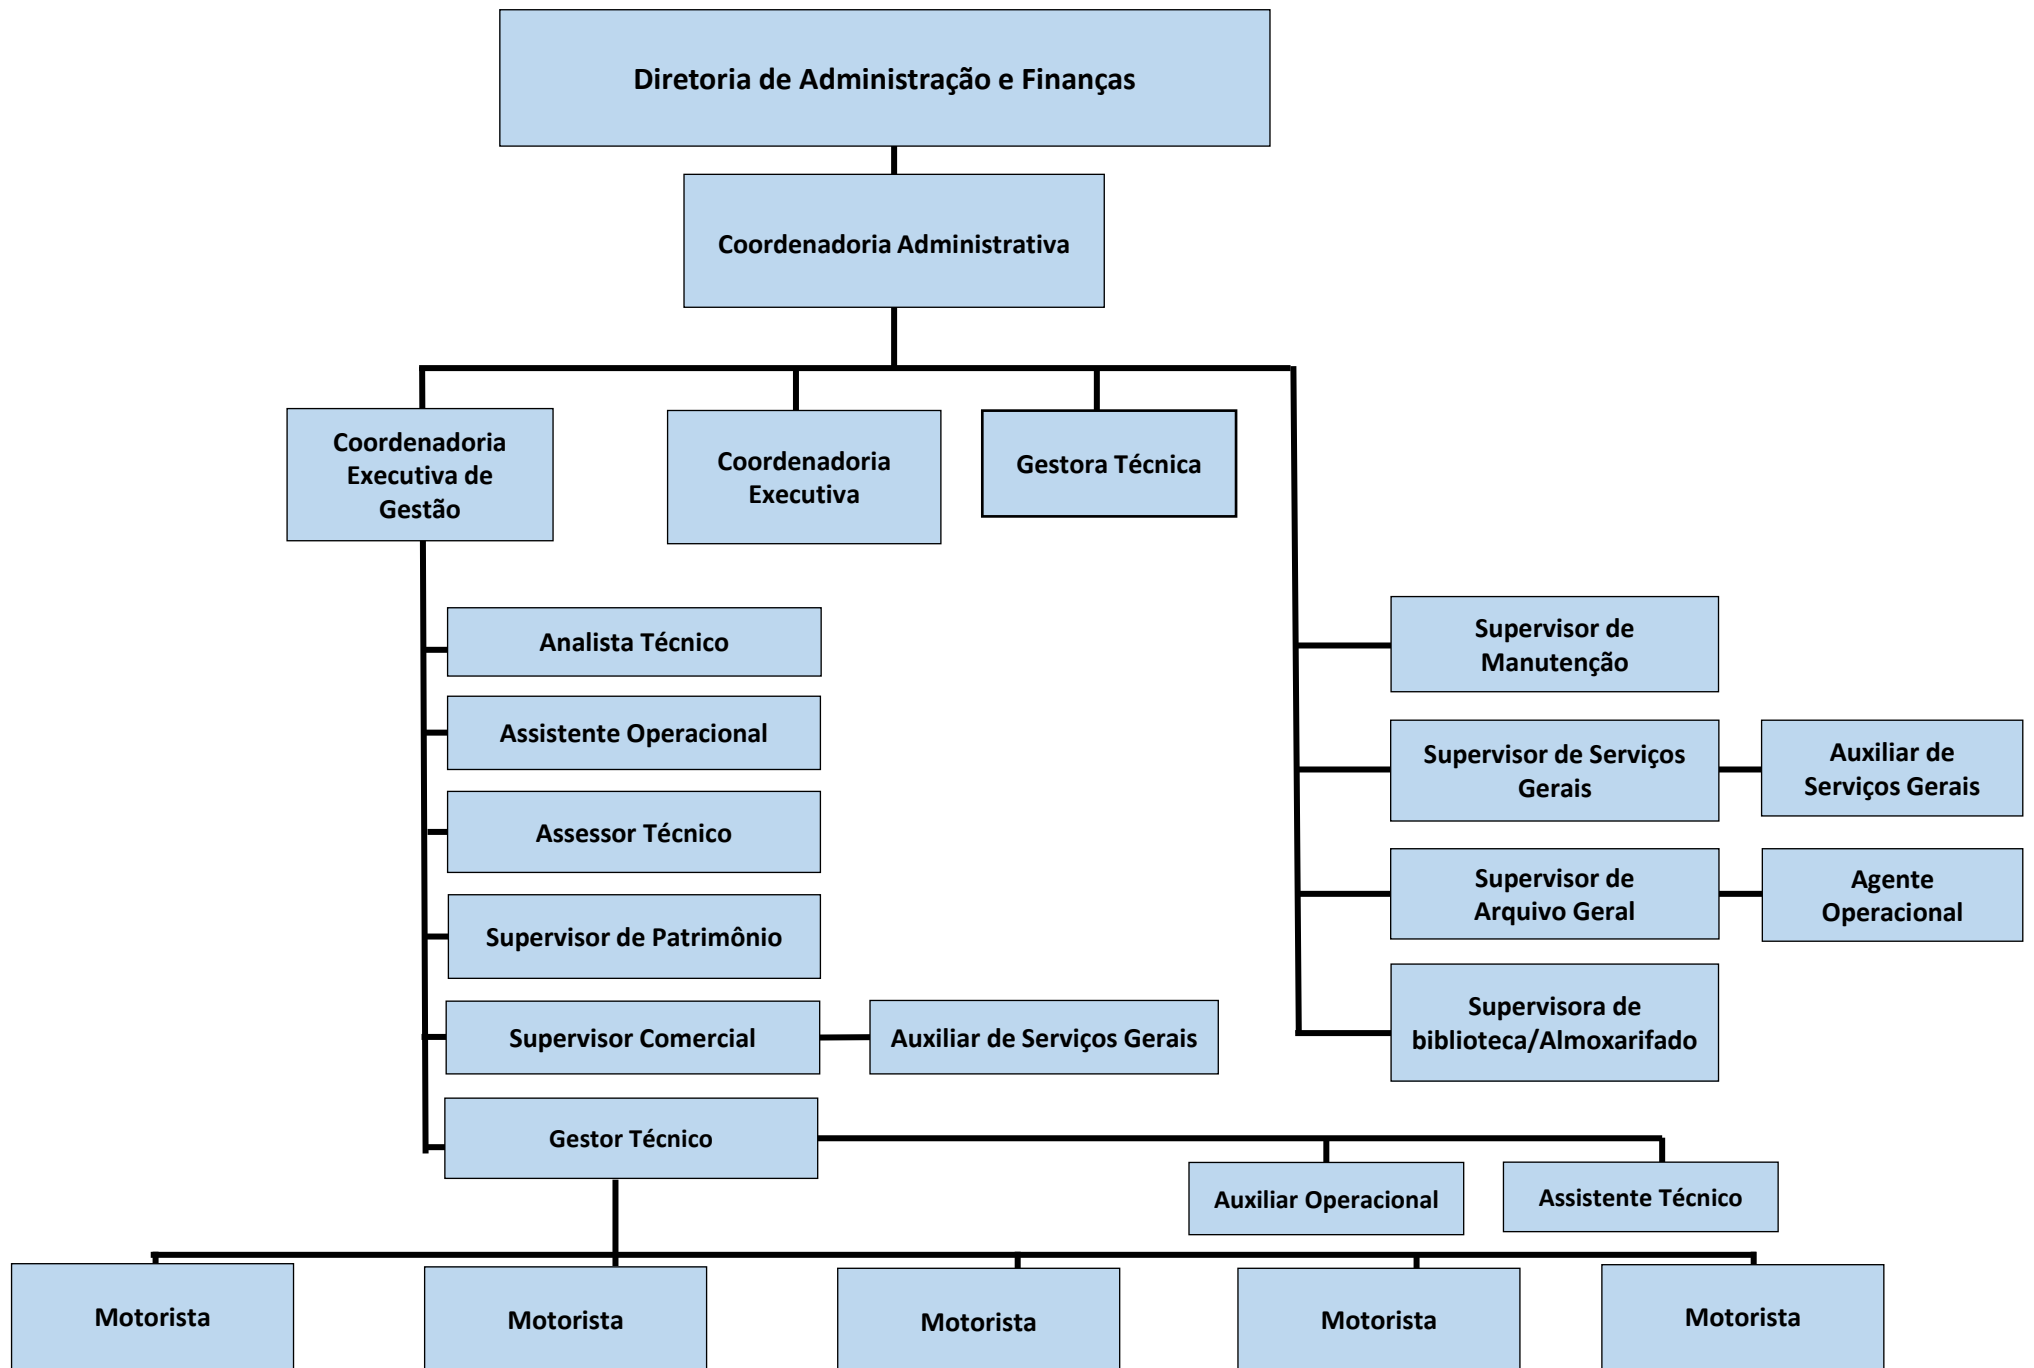 Diretoria de Administração e Finanças
Coordenadoria Administrativa
Coordenadoria
Executiva de
Gestão
Coordenadoria
Executiva
Gestora Técnica
Analista Técnico
Assistente Operacional
Assessor Técnico
Supervisor de Patrimônio
Supervisor Comercial
Auxiliar de Serviços Gerais
Gestor Técnico
Supervisor de
Manutenção
Supervisor de Serviços
Gerais
Auxiliar de
Serviços Gerais
Supervisor de
Arquivo Geral
Agente
Operacional
Supervisora de
biblioteca/Almoxarifado
Auxiliar Operacional
Assistente Técnico
Motorista
Motorista
Motorista
Motorista
Motorista